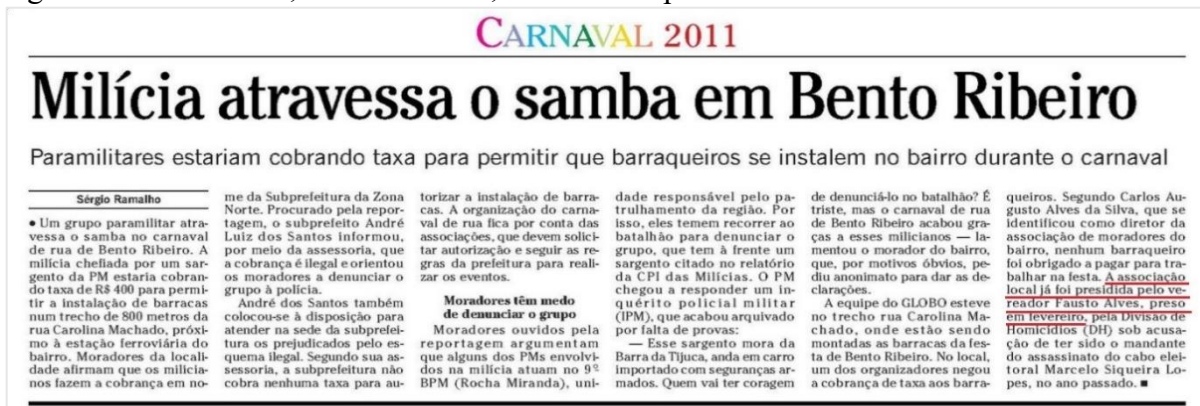 CARNAVAL 2011
Milícia atravessa o samba em Bento Ribeiro
Paramilitares estariam cobrando taxa para permitir que barraqueiros se instalem no bairro durante o carnaval
Sérgio Ramalho
• Um grupo paramilitar atra-
vessa o samba no carnaval
de rua de Bento Ribeiro. A
milícia chefiada por um sar-
gento da PM estaria cobran-
do taxa de R$ 400 para permi-
tir a instalação de barracas
num trecho de 800 metros da
rua Carolina Machado, próxi-
mo à estação ferroviária do
bairro. Moradores da locali-
dade afirmam que os milicia-
nos fazem a cobrança em no-
me da Subprefeitura da Zona
Norte. Procurado pela repor-
tagem, o subprefeito André
Luiz dos Santos informou,
por meio da assessoria, que
a cobrança é ilegal e orientou
os moradores a denunciar o
grupo à polícia.
André dos Santos também
colocou-se à disposição para
atender na sede da subprefei-
tura os prejudicados pelo es-
quema ilegal. Segundo sua as-
sessoria, a subprefeitura não
cobra nenhuma taxa para au-
torizar a instalação de barra-
cas. A organização do carna-
val de rua fica por conta das
associações, que devem solici-
tar autorização e seguir as re-
gras da prefeitura para reali-
zar os eventos.
Moradores têm medo
de denunciar o grupo
Moradores ouvidos pela
reportagem argumentam
que alguns dos PMs envolvi-
dos na milícia atuam no 9º
BPM (Rocha Miranda), uni-
dade responsável pelo pa-
trulhamento da região. Por
isso, eles temem recorrer ao
batalhão para denunciar o
grupo, que tem à frente um
sargento citado no relatório
da CPI das Milícias. O PM
chegou a responder um in-
quérito policial militar
(IPM), que acabou arquivado
por falta de provas:
— Esse sargento mora da
Barra da Tijuca, anda em carro
importado com seguranças ar-
mados. Quem vai ter coragem
de denunciá-lo no batalhão? É
triste, mas o carnaval de rua
de Bento Ribeiro acabou gra-
ças a esses milicianos — la-
mentou o morador do bairro,
que, por motivos óbvios, pe-
diu anonimato para dar as de-
clarações.
A equipe do GLOBO esteve
no trecho rua Carolina Ma-
chado, onde estão sendo
montadas as barracas da fes-
ta de Bento Ribeiro. No local,
um dos organizadores negou
a cobrança de taxa aos barra-
queiros. Segundo Carlos Au-
gusto Alves da Silva, que se
identificou como diretor da
associação de moradores do
bairro, nenhum barraqueiro
foi obrigado a pagar para tra-
balhar na festa. A associação
local já foi presidida pelo ve-
reador Fausto Alves, preso
em fevereiro, pela Divisão de
Homicídios (DH) sob acusa-
ção de ter sido o mandante
do assassinato do cabo elei-
toral Marcelo Siqueira Lo-
pes, no ano passado. ■